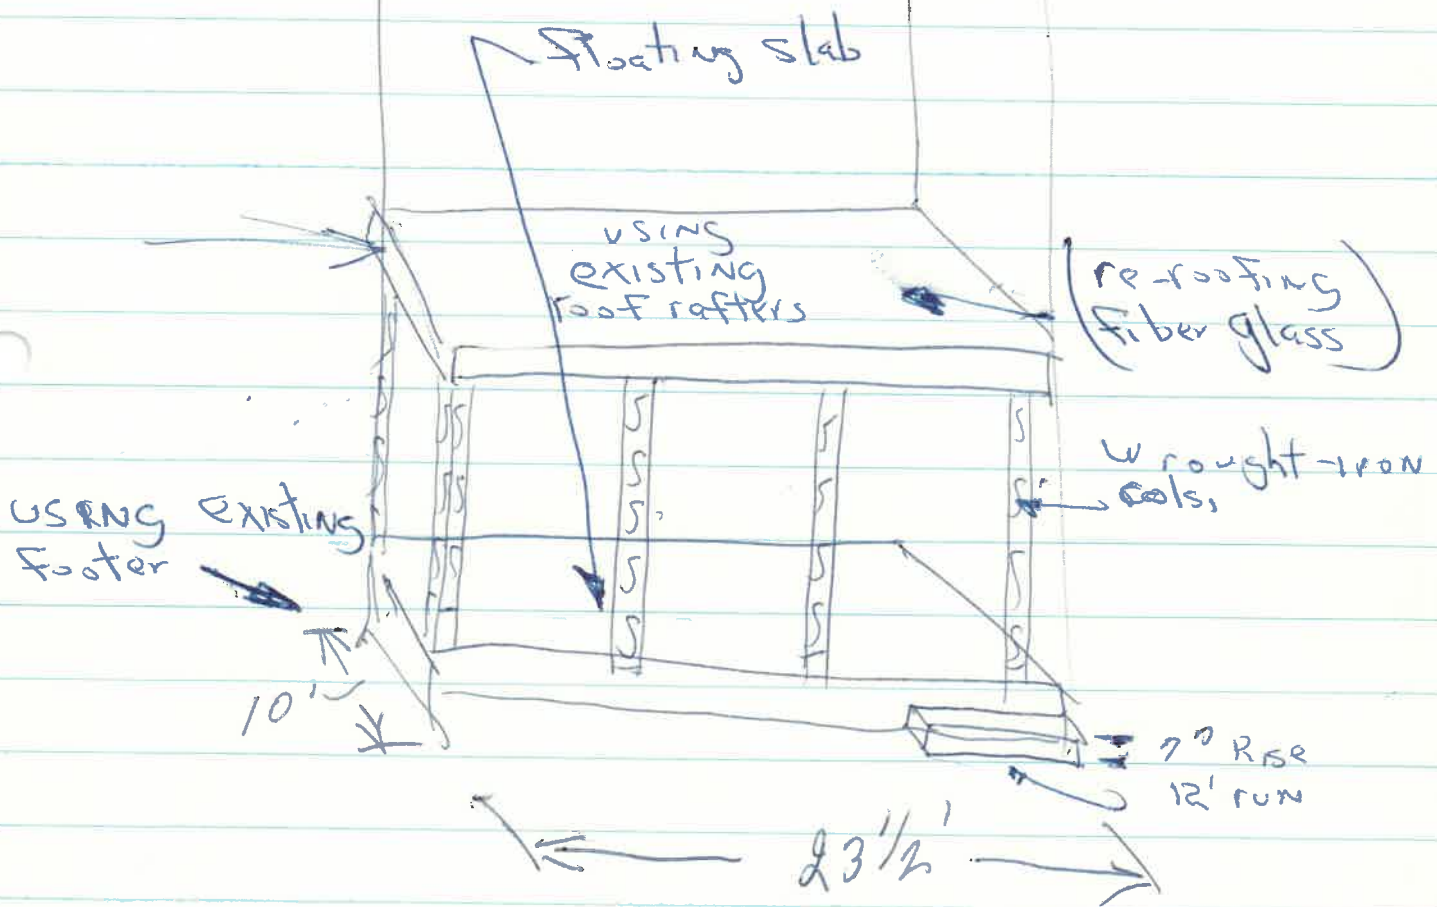 floating slab
USING
existing
roof rafters
(re-roofing
fiber glass)
Wrought-IRON
cols,
USING existing
Footer
10'
7" Rise
12' run
23 1/2'